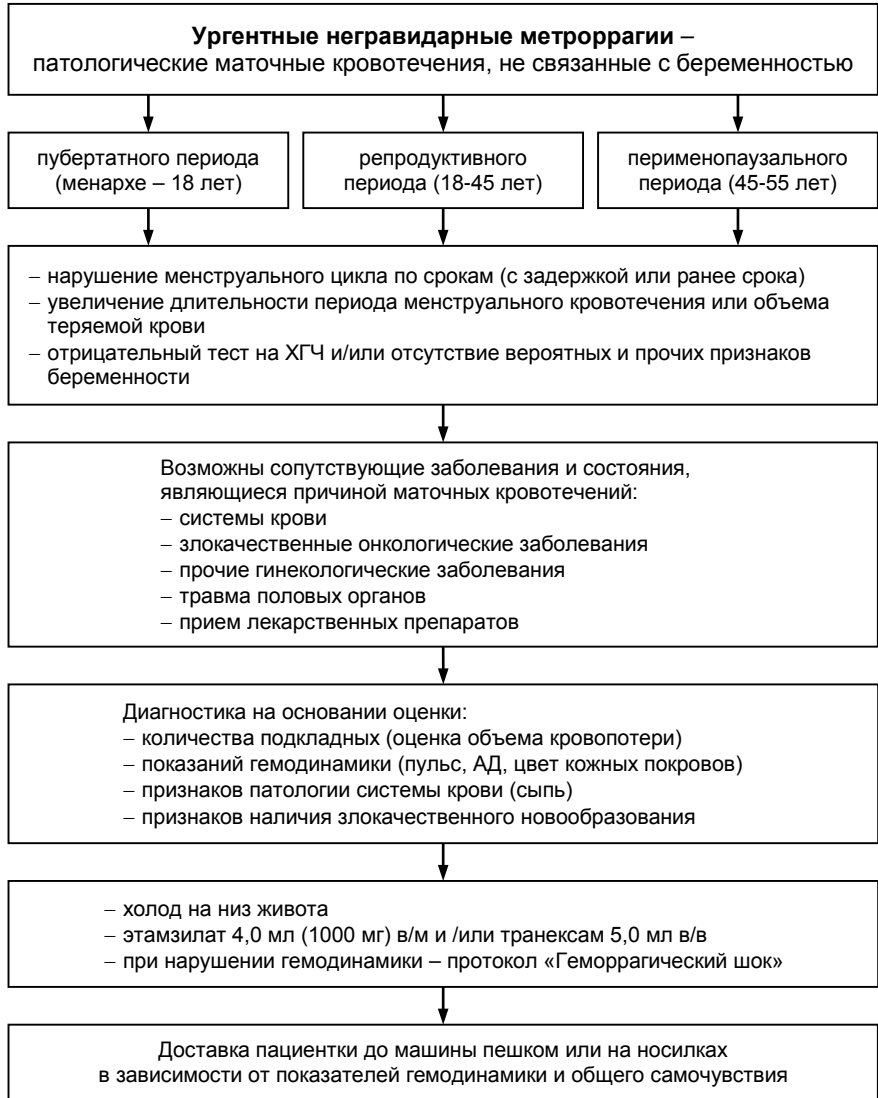 Ургентные негравидарные метроррагии –
патологические маточные кровотечения, не связанные с беременностью
пубертатного периода
(менархе – 18 лет)
репродуктивного
периода (18-45 лет)
перименопаузального
периода (45-55 лет)
– нарушение менструального цикла по срокам (с задержкой или ранее срока)
– увеличение длительности периода менструального кровотечения или объема
теряемой крови
– отрицательный тест на ХГЧ и/или отсутствие вероятных и прочих признаков
беременности
Возможны сопутствующие заболевания и состояния,
являющиеся причиной маточных кровотечений:
– системы крови
– злокачественные онкологические заболевания
– прочие гинекологические заболевания
– травма половых органов
– прием лекарственных препаратов
Диагностика на основании оценки:
– количества подкладных (оценка объема кровопотери)
– показаний гемодинамики (пульс, АД, цвет кожных покровов)
– признаков патологии системы крови (сыпь)
– признаков наличия злокачественного новообразования
– холод на низ живота
– этамзилат 4,0 мл (1000 мг) в/м и /или транексам 5,0 мл в/в
– при нарушении гемодинамики – протокол «Геморрагический шок»
Доставка пациентки до машины пешком или на носилках
в зависимости от показателей гемодинамики и общего самочувствия